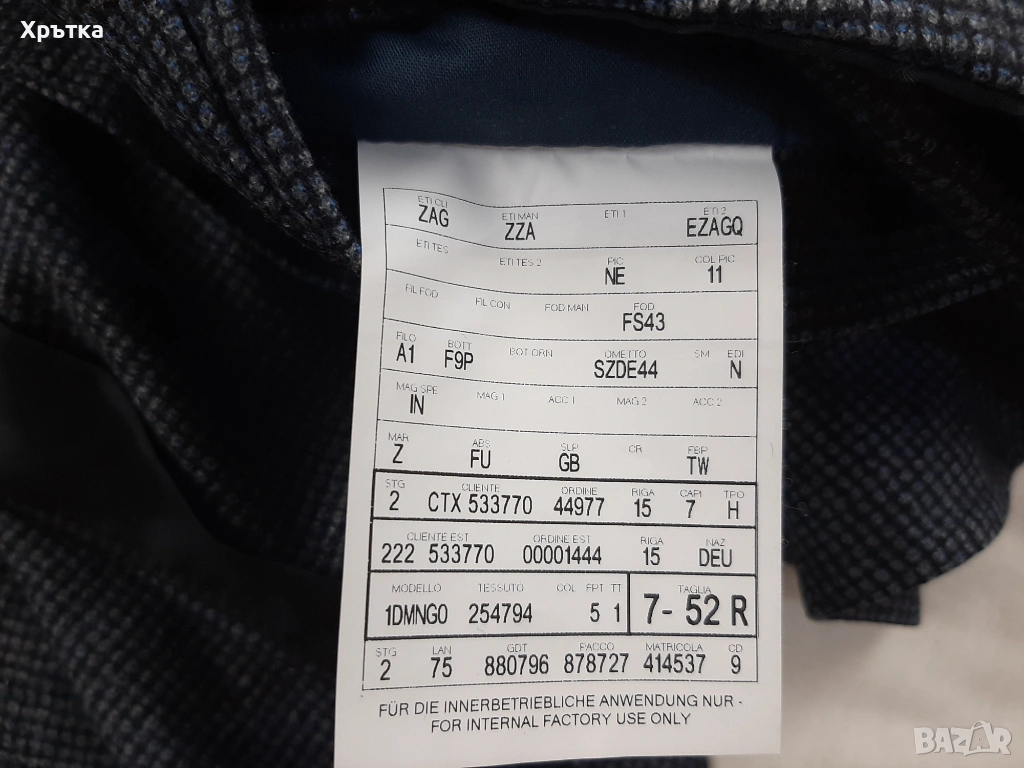 Хрътка
ETI CLI ETI MAN ETI 1 ETI 2
ZAG ZZA EZAGQ
ETI TES ETI TES 2 PIC COL PIC
NE 11
FIL FOD FIL CON FOD MAN FOD
FS43
FILO BOTT BOT ORN OMETTO SM EDI
A1 F9P SZDE44 N
MAG SPE MAG 1 ACC 1 MAG 2 ACC 2
IN
MAR ABS SLP CR FBP
Z FU GB TW
STG CLIENTE ORDINE RIGA CAPI TPO
2 CTX 533770 44977 15 7 H
CLIENTE EST ORDINE EST RIGA NAZ
222 533770 00001444 15 DEU
MODELLO TESSUTO COL FPT TT TAGLIA
1DMNG0 254794 5 1 7- 52 R
STG LAN GDT PACCO MATRICOLA CD
2 75 880796 878727 414537 9
FÜR DIE INNERBETRIEBLICHE ANWENDUNG NUR -
FOR INTERNAL FACTORY USE ONLY
BAZAR